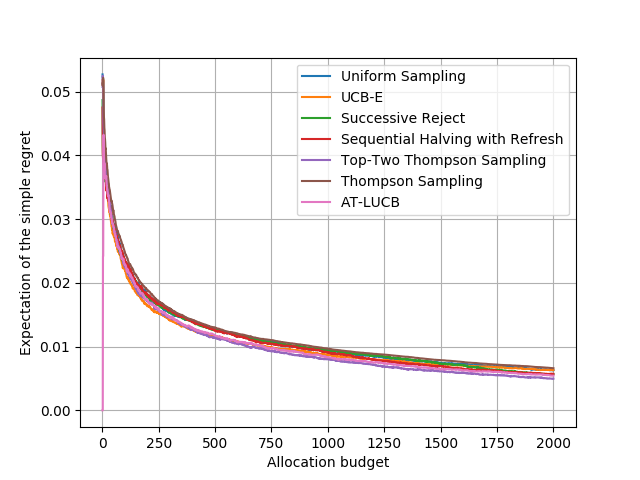 0.05
0.04
0.03
0.02
0.01
0.00
Expectation of the simple regret
Uniform Sampling
UCB-E
Successive Reject
Sequential Halving with Refresh
Top-Two Thompson Sampling
Thompson Sampling
AT-LUCB
0 250 500 750 1000 1250 1500 1750 2000
Allocation budget